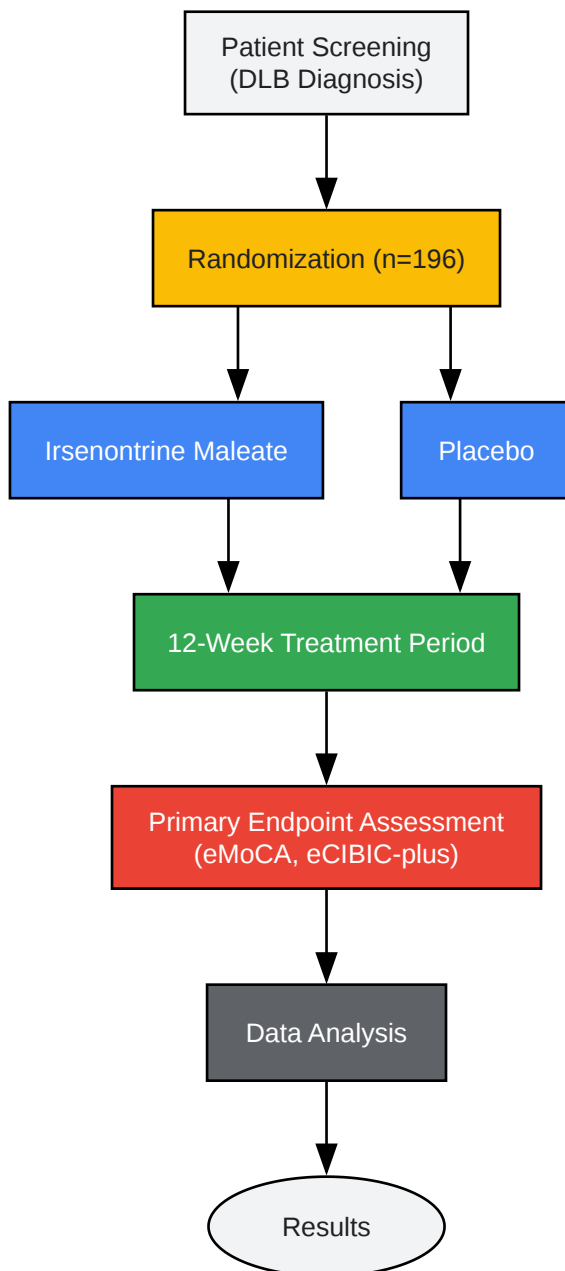 Patient Screening
(DLB Diagnosis)
Randomization (n=196)
Irsenontrine Maleate
Placebo
12-Week Treatment Period
Primary Endpoint Assessment
(eMoCA, eCIBIC-plus)
Data Analysis
Results